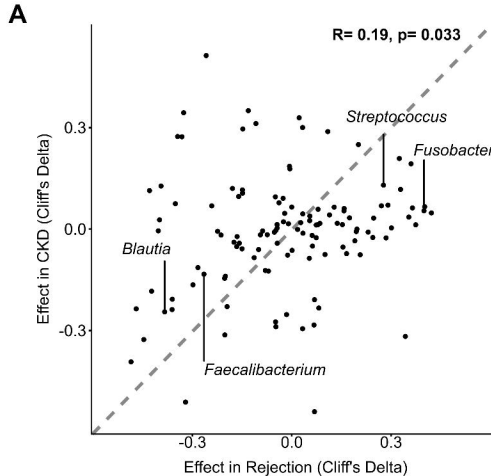 A
R= 0.19, p= 0.033
Streptococcus
Fusobacter
0.3
Effect in CKD (Cliff's Delta)
0.0
Blautia
-0.3
Faecalibacterium
-0.3 0.0 0.3
Effect in Rejection (Cliff's Delta)